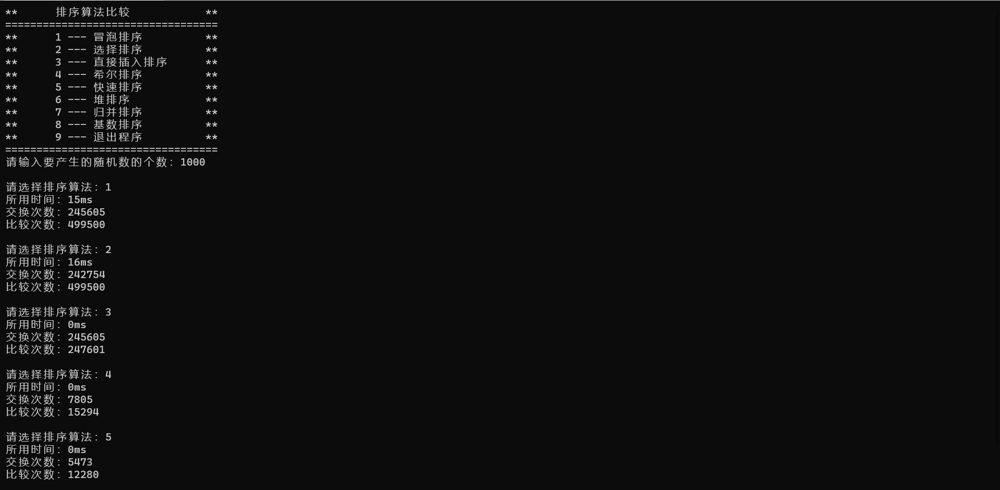 **      排序算法比较            **
==================================
**      1 --- 冒泡排序          **
**      2 --- 选择排序          **
**      3 --- 直接插入排序      **
**      4 --- 希尔排序          **
**      5 --- 快速排序          **
**      6 --- 堆排序            **
**      7 --- 归并排序          **
**      8 --- 基数排序          **
**      9 --- 退出程序          **
==================================
请输入要产生的随机数的个数：1000

请选择排序算法：1
所用时间：15ms
交换次数：245605
比较次数：499500

请选择排序算法：2
所用时间：16ms
交换次数：242754
比较次数：499500

请选择排序算法：3
所用时间：0ms
交换次数：245605
比较次数：247601

请选择排序算法：4
所用时间：0ms
交换次数：7805
比较次数：15294

请选择排序算法：5
所用时间：0ms
交换次数：5473
比较次数：12280